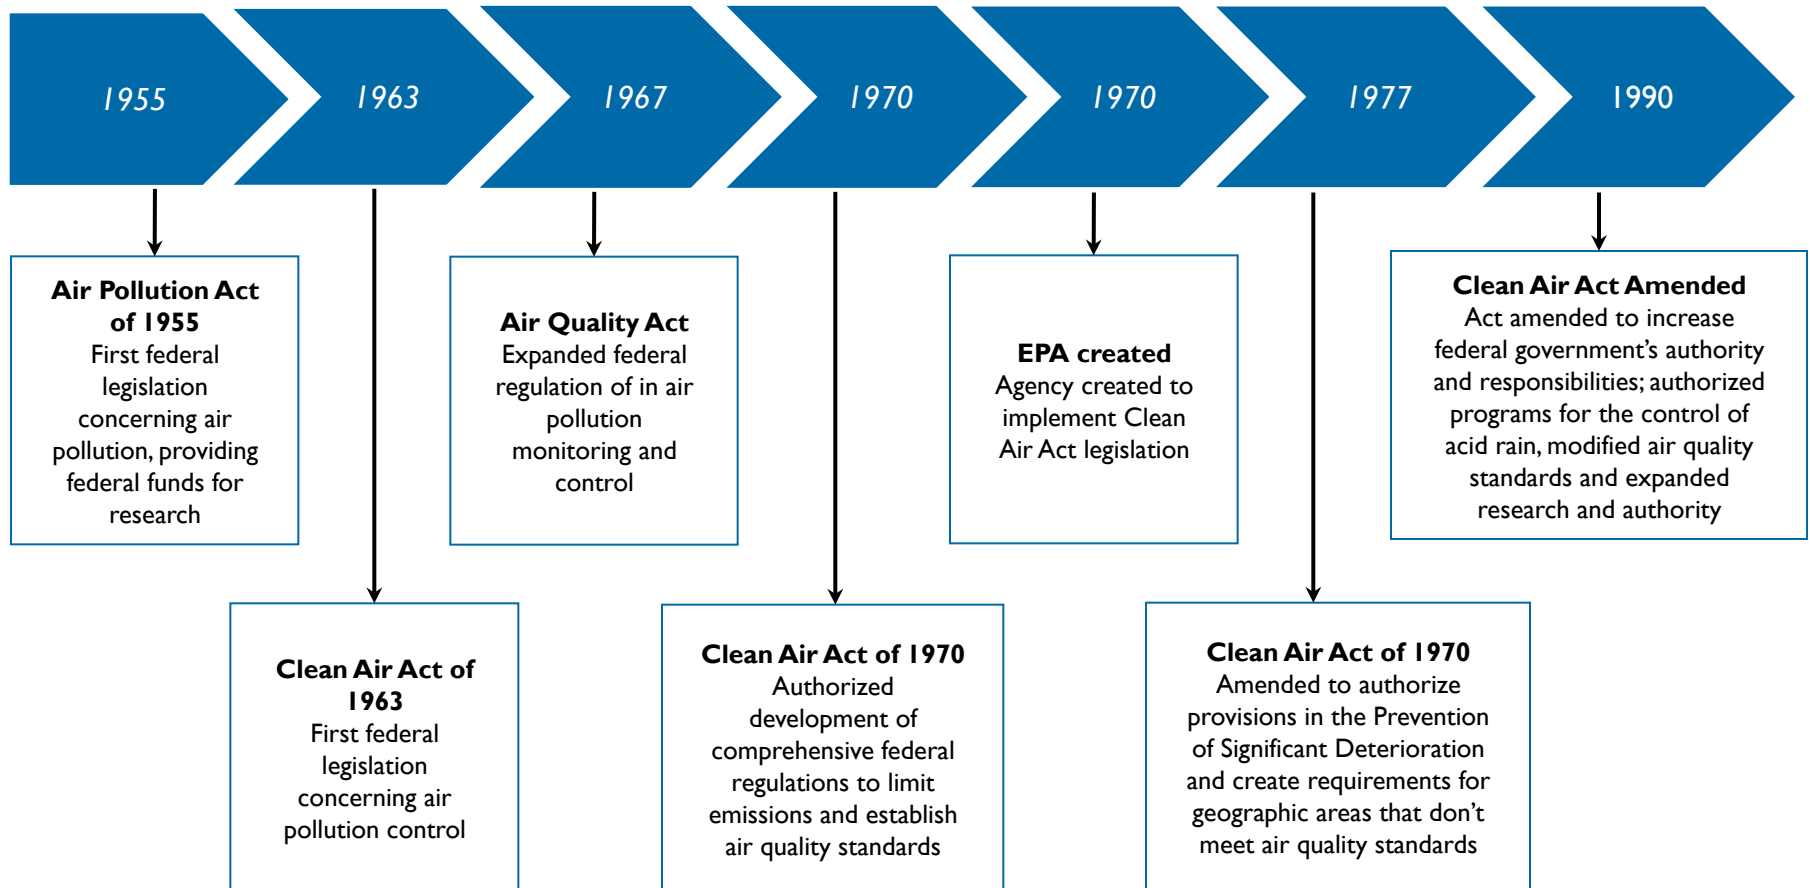 1955
1963
1967
1970
1970
1977
1990
Air Pollution Act
of 1955
First federal
legislation
concerning air
pollution, providing
federal funds for
research
Clean Air Act of
1963
First federal
legislation
concerning air
pollution control
Air Quality Act
Expanded federal
regulation of in air
pollution
monitoring and
control
Clean Air Act of 1970
Authorized
development of
comprehensive federal
regulations to limit
emissions and establish
air quality standards
EPA created
Agency created to
implement Clean
Air Act legislation
Clean Air Act of 1970
Amended to authorize
provisions in the Prevention
of Significant Deterioration
and create requirements for
geographic areas that don’t
meet air quality standards
Clean Air Act Amended
Act amended to increase
federal government’s authority
and responsibilities; authorized
programs for the control of
acid rain, modified air quality
standards and expanded
research and authority